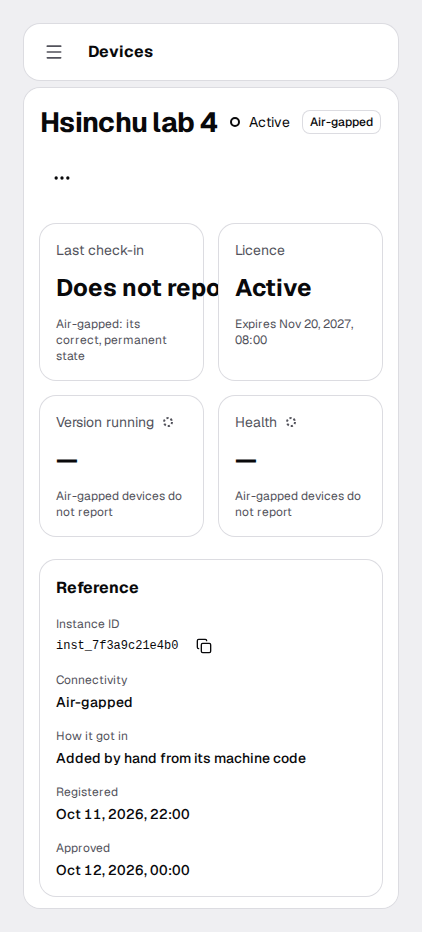 Devices
Hsinchu lab 4
Active
Air-gapped
Last check-in
Does not repo
Air-gapped: its
correct, permanent
state
Licence
Active
Expires Nov 20, 2027,
08:00
Version running
—
Air-gapped devices do
not report
Health
—
Air-gapped devices do
not report
Reference
Instance ID
inst_7f3a9c21e4b0
Connectivity
Air-gapped
How it got in
Added by hand from its machine code
Registered
Oct 11, 2026, 22:00
Approved
Oct 12, 2026, 00:00